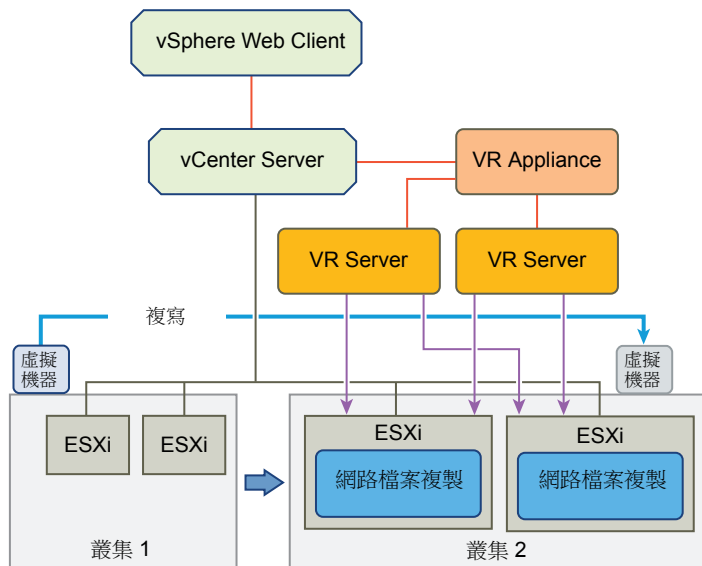 vSphere Web Client
vCenter Server
VR Appliance
VR Server
VR Server
複寫
虛擬
機器
虛擬
機器
ESXi
ESXi
ESXi
ESXi
網路檔案複製
網路檔案複製
叢集 1
叢集 2